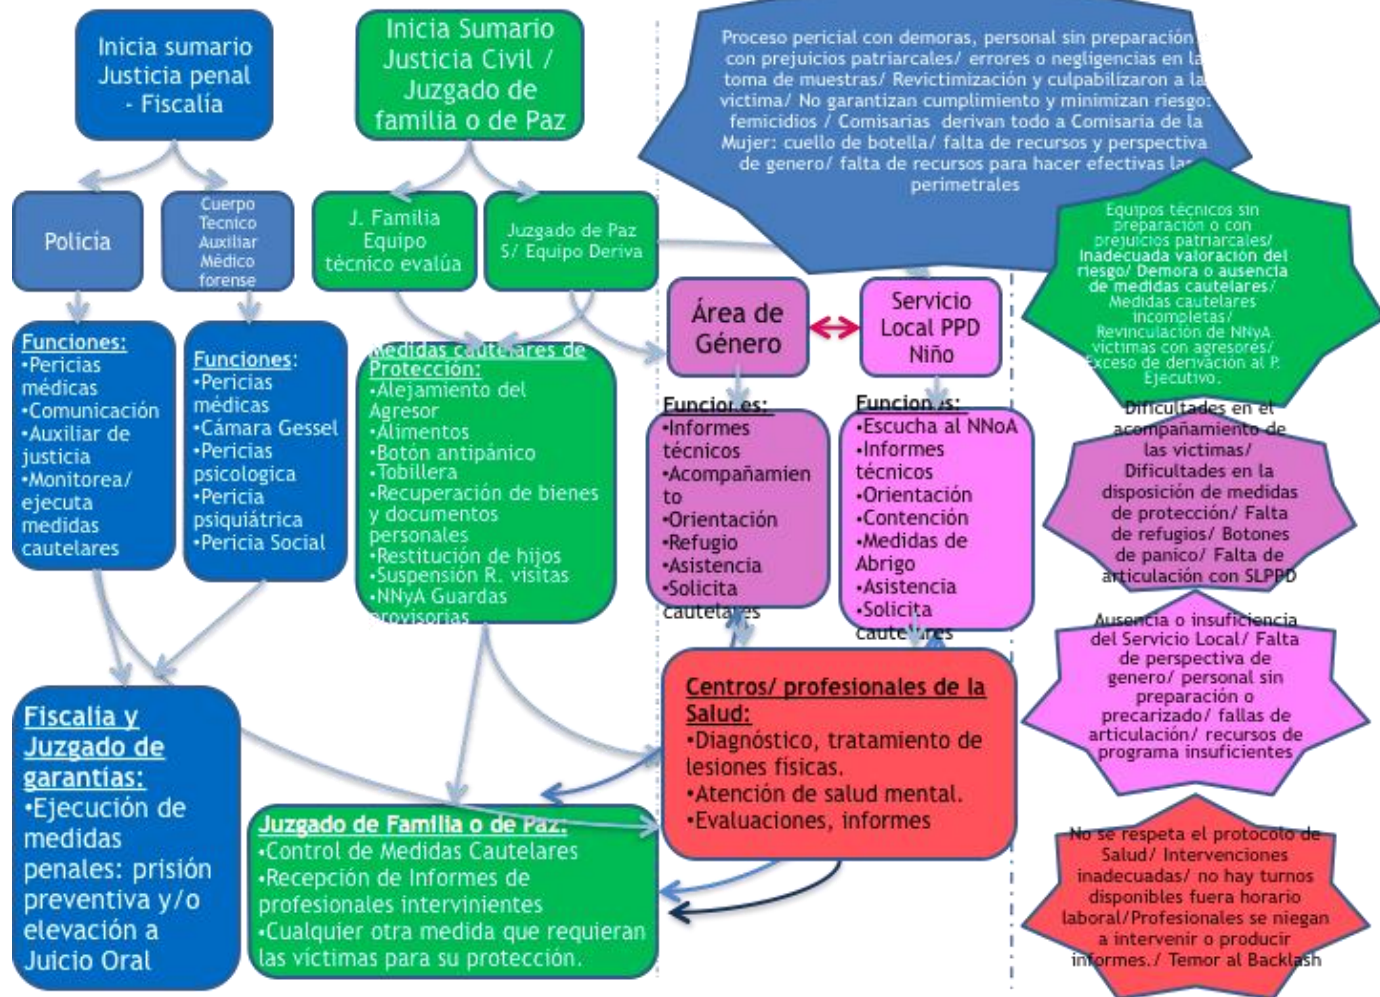 Inicia sumario
Justicia penal
- Fiscalía
Inicia Sumario
Justicia Civil /
Juzgado de
familia o de Paz
Proceso pericial con demoras, personal sin preparación
con prejuicios patriarcales/ errores o negligencias en la
toma de muestras/ Revictimización y culpabilizaron a la
victima/ No garantizan cumplimiento y minimizan riesgo:
femicidios / Comisarias derivan todo a Comisaria de la
Mujer: cuello de botella/ falta de recursos y perspectiva
de genero/ falta de recursos para hacer efectivas las
perimetrales
Policía
Cuerpo
Tecnico
Auxiliar
Médico
forense
J. Familia
Equipo
técnico evalúa
Juzgado de Paz
S/ Equipo Deriva
Área de
Género
Servicio
Local PPD
Niño
Equipos técnicos sin
preparación o con
prejuicios patriarcales/
Inadecuada valoración del
riesgo/ Demora o ausencia
de medidas cautelares/
Medidas cautelares
incompletas/
Revinculación de NNyA
víctimas con agresores/
Exceso de derivación al P.
Ejecutivo.
Funciones:
•Pericias
médicas
•Comunicación
•Auxiliar de
justicia
•Monitorea/
ejecuta
medidas
cautelares
Funciones:
•Pericias
médicas
•Cámara Gessel
•Pericias
psicologica
•Pericia
psiquiátrica
•Pericia Social
Medidas cautelares de
Protección:
•Alejamiento del
Agresor
•Alimentos
•Botón antipánico
•Tobillera
•Recuperación de bienes
y documentos
personales
•Restitución de hijos
•Suspensión R. visitas
•NNyA Guardas
provisorias
Funciones:
•Informes
técnicos
•Acompañamien
to
•Orientación
•Refugio
•Asistencia
•Solicita
cautelares
Funciones:
•Escucha al NNoA
•Informes
técnicos
•Orientación
•Contención
•Medidas de
Abrigo
•Asistencia
•Solicita
cautelares
Dificultades en el
acompañamiento de
las victimas/
Dificultades en la
disposición de medidas
de protección/ Falta
de refugios/ Botones
de panico/ Falta de
articulación con SLPPD
Ausencia o insuficiencia
del Servicio Local/ Falta
de perspectiva de
genero/ personal sin
preparación o
precarizado/ fallas de
articulación/ recursos de
programa insuficientes
Fiscalía y
Juzgado de
garantías:
•Ejecución de
medidas
penales: prisión
preventiva y/o
elevación a
Juicio Oral
Juzgado de Familia o de Paz:
•Control de Medidas Cautelares
•Recepción de Informes de
profesionales intervinientes
•Cualquier otra medida que requieran
las víctimas para su protección.
Centros/ profesionales de la
Salud:
•Diagnóstico, tratamiento de
lesiones físicas.
•Atención de salud mental.
•Evaluaciones, informes
No se respeta el protocolo de
Salud/ Intervenciones
inadecuadas/ no hay turnos
disponibles fuera horario
laboral/Profesionales se niegan
a intervenir o producir
informes./ Temor al Backlash